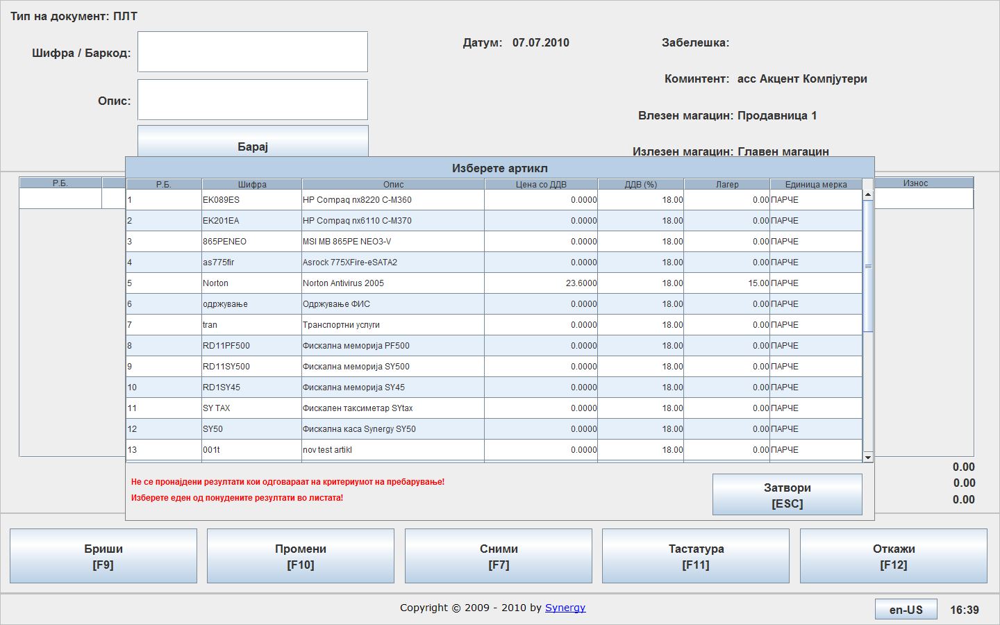 Тип на документ: ПЛТ
Шифра / Баркод:
Датум: 07.07.2010
Забелешка:
Коминтент: асс Акцент Компјутери
Опис:
Влезен магацин: Продавница 1
Барај
Излезен магацин: Главен магацин
Изберете артикл
Р.Б.
Износ
Р.Б. Шифра Опис Цена со ДДВ ДДВ (%) Лагер Единица мерка
1 EK089ES HP Compaq nx8220 C-M360 0.0000 18.00 0.00 ПАРЧЕ
2 EK201EA HP Compaq nx6110 C-M370 0.0000 18.00 0.00 ПАРЧЕ
3 865PENEO MSI MB 865PE NEO3-V 0.0000 18.00 0.00 ПАРЧЕ
4 as775fir Asrock 775XFire-eSATA2 0.0000 18.00 0.00 ПАРЧЕ
5 Norton Norton Antivirus 2005 23.6000 18.00 15.00 ПАРЧЕ
6 одржување Одржување ФИС 0.0000 18.00 0.00 ПАРЧЕ
7 tran Транспортни услуги 0.0000 18.00 0.00 ПАРЧЕ
8 RD11PF500 Фискална меморија PF500 0.0000 18.00 0.00 ПАРЧЕ
9 RD11SY500 Фискална меморија SY500 0.0000 18.00 0.00 ПАРЧЕ
10 RD1SY45 Фискална меморија SY45 0.0000 18.00 0.00 ПАРЧЕ
11 SY TAX Фискален таксиметар SYtax 0.0000 18.00 0.00 ПАРЧЕ
12 SY50 Фискална каса Synergy SY50 0.0000 18.00 0.00 ПАРЧЕ
13 001t nov test artikl 0.0000 18.00 0.00 ПАРЧЕ
Не се пронајдени резултати кои одговараат на критериумот на пребарување!
Изберете еден од понудените резултати во листата!
Затвори
[ESC]
0.00
0.00
0.00
Бриши
[F9]
Промени
[F10]
Сними
[F7]
Тастатура
[F11]
Откажи
[F12]
Copyright © 2009 - 2010 by Synergy
en-US
16:39